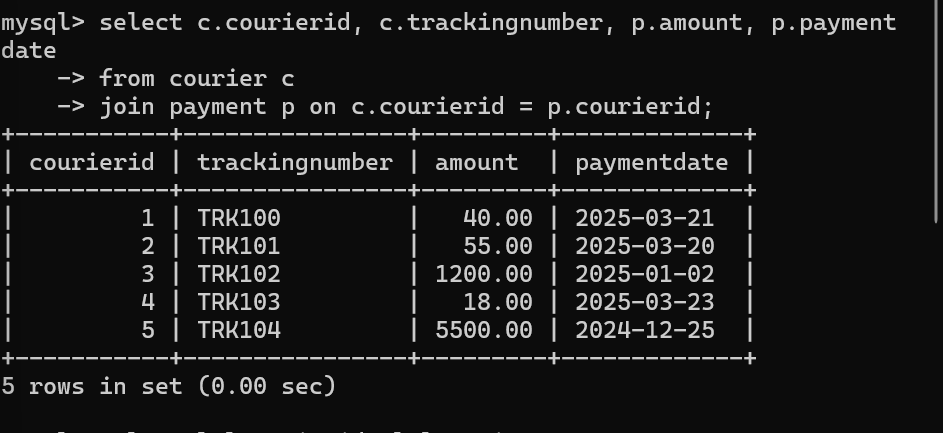 mysql> select c.courierid, c.trackingnumber, p.amount, p.payment
date
    -> from courier c
    -> join payment p on c.courierid = p.courierid;
+-----------+----------------+---------+-------------+
| courierid | trackingnumber | amount  | paymentdate |
+-----------+----------------+---------+-------------+
|         1 | TRK100         |   40.00 | 2025-03-21  |
|         2 | TRK101         |   55.00 | 2025-03-20  |
|         3 | TRK102         | 1200.00 | 2025-01-02  |
|         4 | TRK103         |   18.00 | 2025-03-23  |
|         5 | TRK104         | 5500.00 | 2024-12-25  |
+-----------+----------------+---------+-------------+
5 rows in set (0.00 sec)